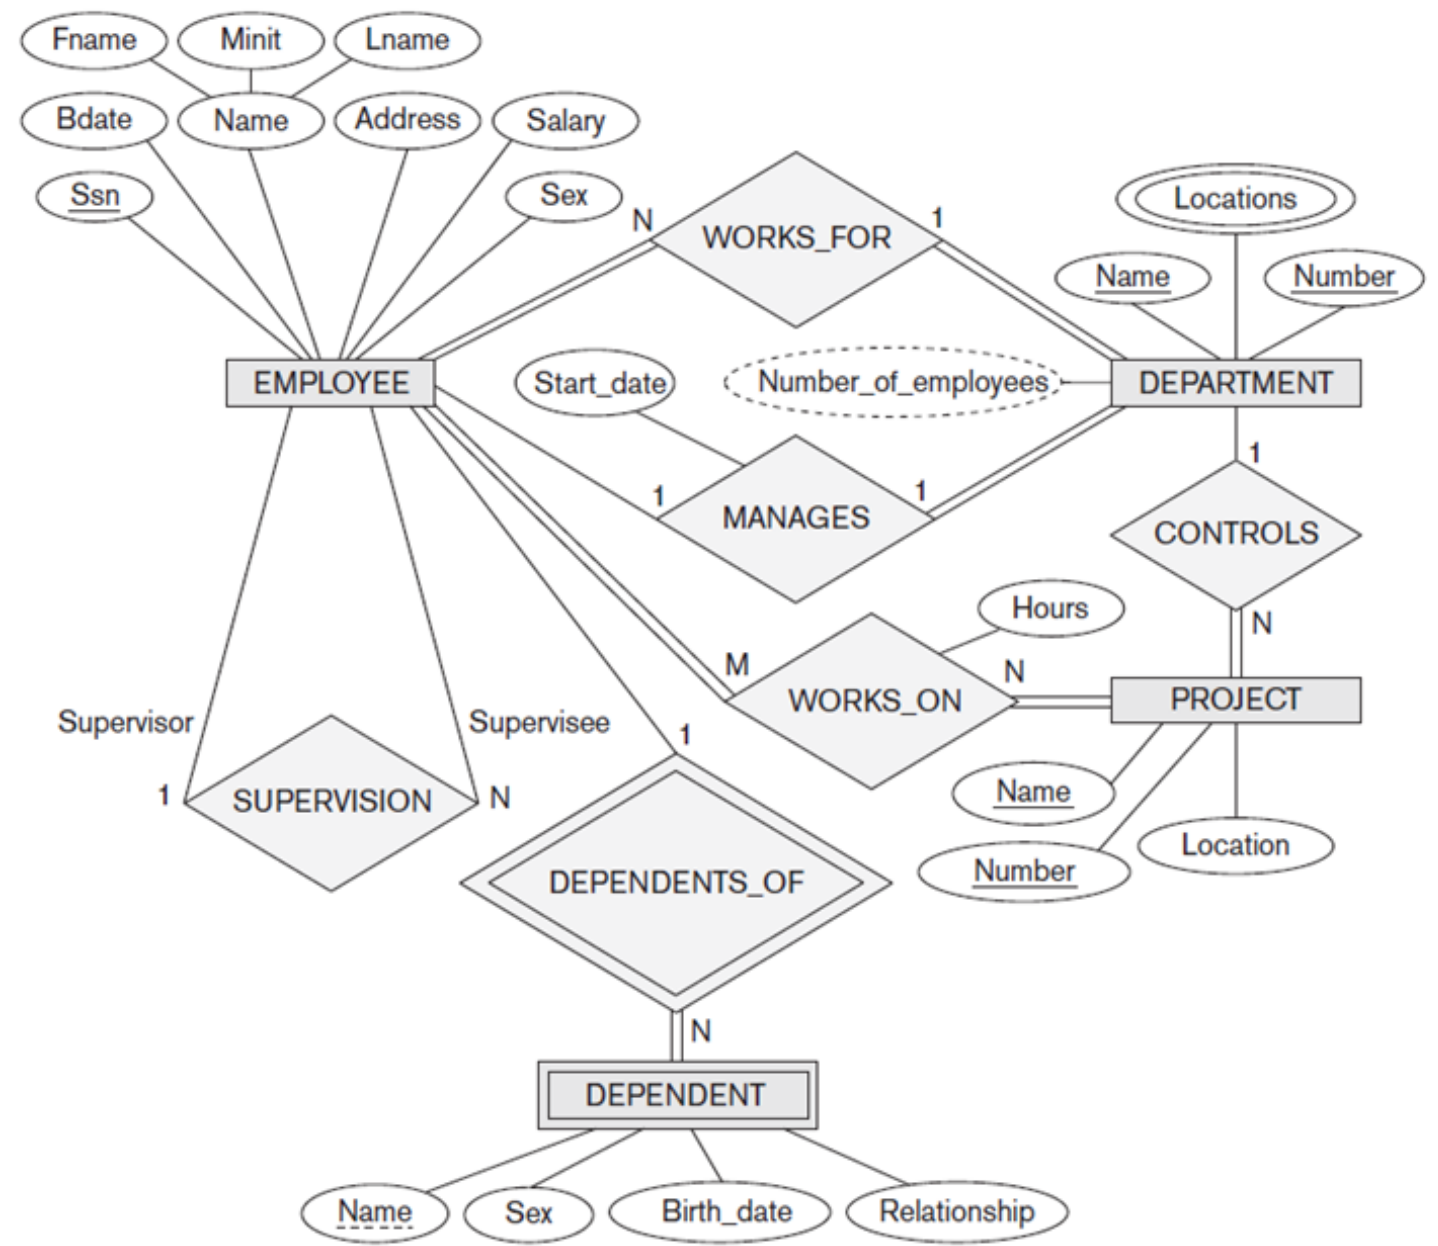 Fname
Minit
Lname
Bdate
Name
Address
Salary
Ssn
Sex
N
WORKS_FOR
1
Locations
Name
Number
EMPLOYEE
Start_date
Number_of_employees
DEPARTMENT
1
MANAGES
1
1
CONTROLS
N
Hours
M
WORKS_ON
N
PROJECT
Supervisor
Supervisee
1
1
SUPERVISION
N
Name
Number
Location
DEPENDENTS_OF
N
DEPENDENT
Name
Sex
Birth_date
Relationship